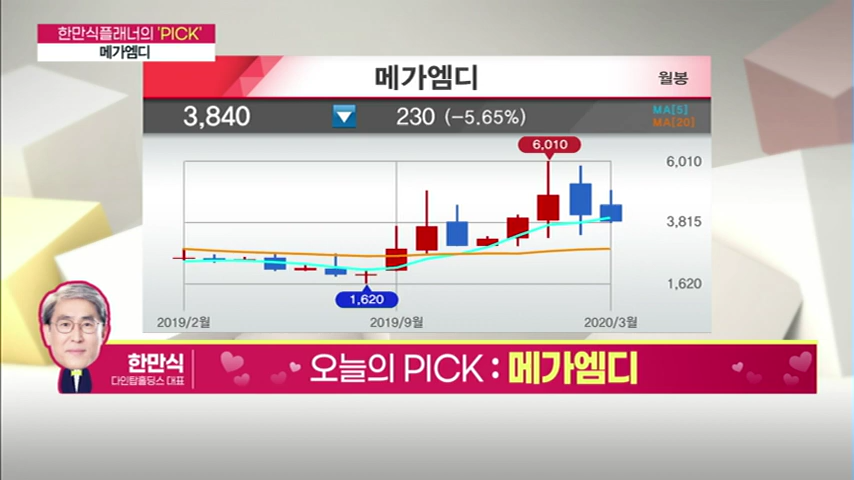 한만식플래너의 'PICK'
메가엠디
메가엠디
월봉
3,840
230 (-5.65%)
MA[5]
MA[20]
6,010
6,010
3,815
1,620
1,620
2019/2월
2019/9월
2020/3월
한만식
다인탑홀딩스 대표
오늘의 PICK : 메가엠디